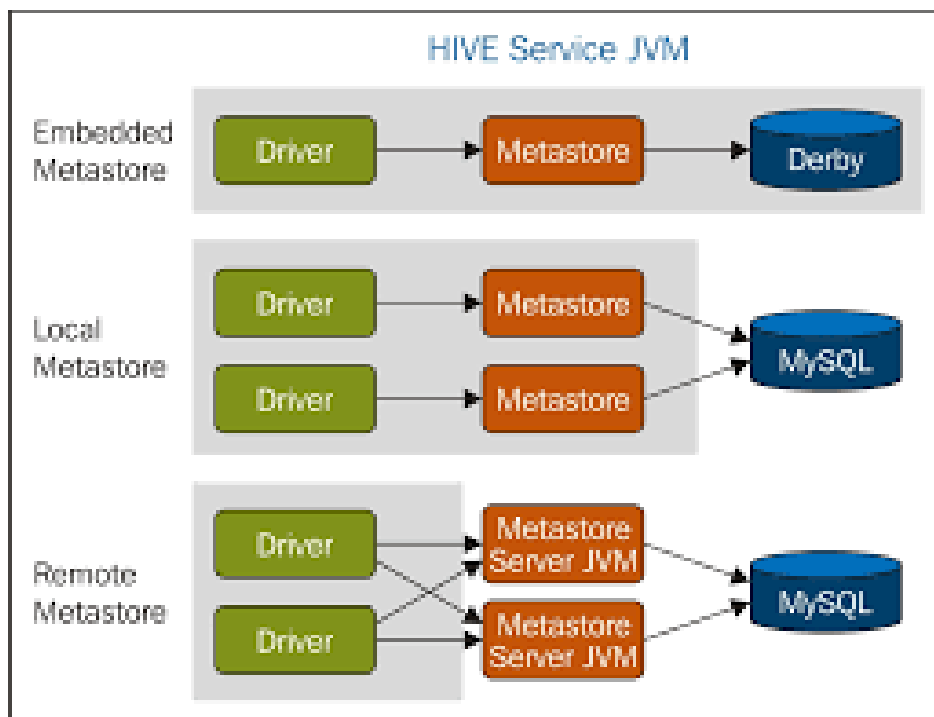 HIVE Service JVM
Embedded
Metastore
Driver
Metastore
Derby
Local
Metastore
Driver
Metastore
Driver
Metastore
MySQL
Remote
Metastore
Driver
Metastore
Server JVM
Driver
Metastore
Server JVM
MySQL